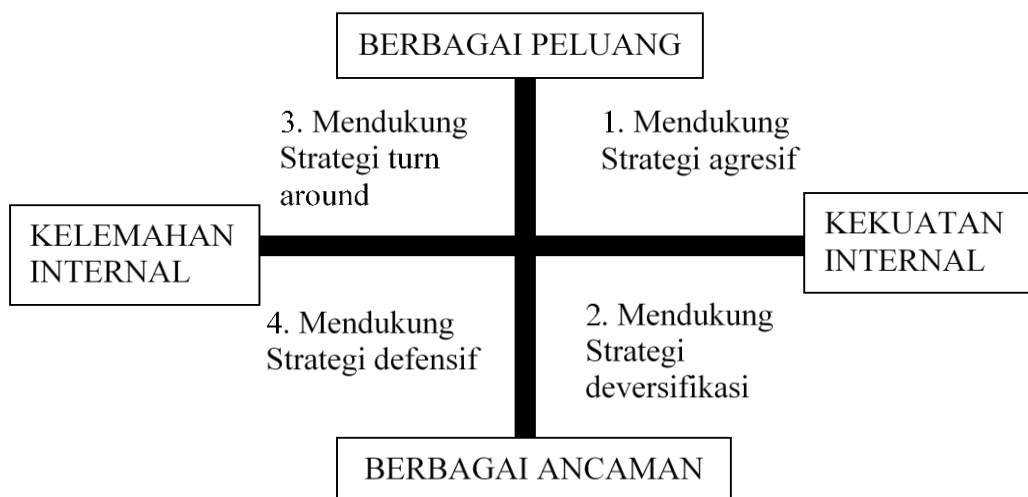 BERBAGAI PELUANG
3. Mendukung
Strategi turn
around
1. Mendukung
Strategi agresif
KELEMAHAN
INTERNAL
KEKUATAN
INTERNAL
4. Mendukung
Strategi defensif
2. Mendukung
Strategi
deversifikasi
BERBAGAI ANCAMAN